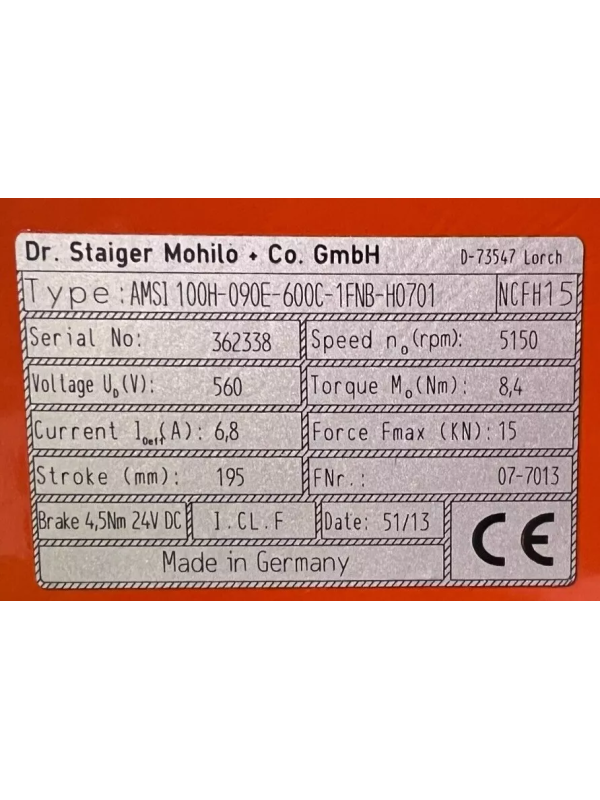 Dr. Staiger Mohilo + Co. GmbH D-73547 Lorch
Type: AMSI 100H-090E-600C-1FNB-H0701 NCFH15
Serial No: 362338 Speed n₀(rpm): 5150
Voltage U₀(V): 560 Torque M₀(Nm): 8,4
Current I₀eff(A): 6,8 Force Fmax (KN): 15
Stroke (mm): 195 FNr.: 07-7013
Brake 4,5Nm 24V DC I.CL.F Date: 51/13 CE
Made in Germany